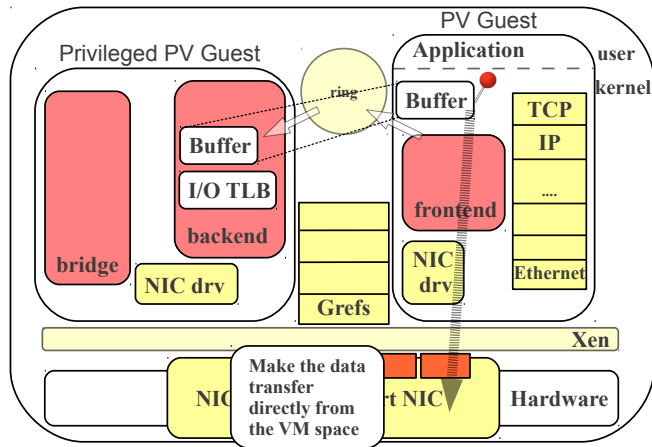 PV Guest
Privileged PV Guest
Application
user
kernel
ring
Buffer
TCP
IP
....
Ethernet
Buffer
I/O TLB
backend
bridge
frontend
NIC drv
NIC
drv
Grefs
Xen
Make the data
transfer
directly from
the VM space
NIC
rt NIC
Hardware